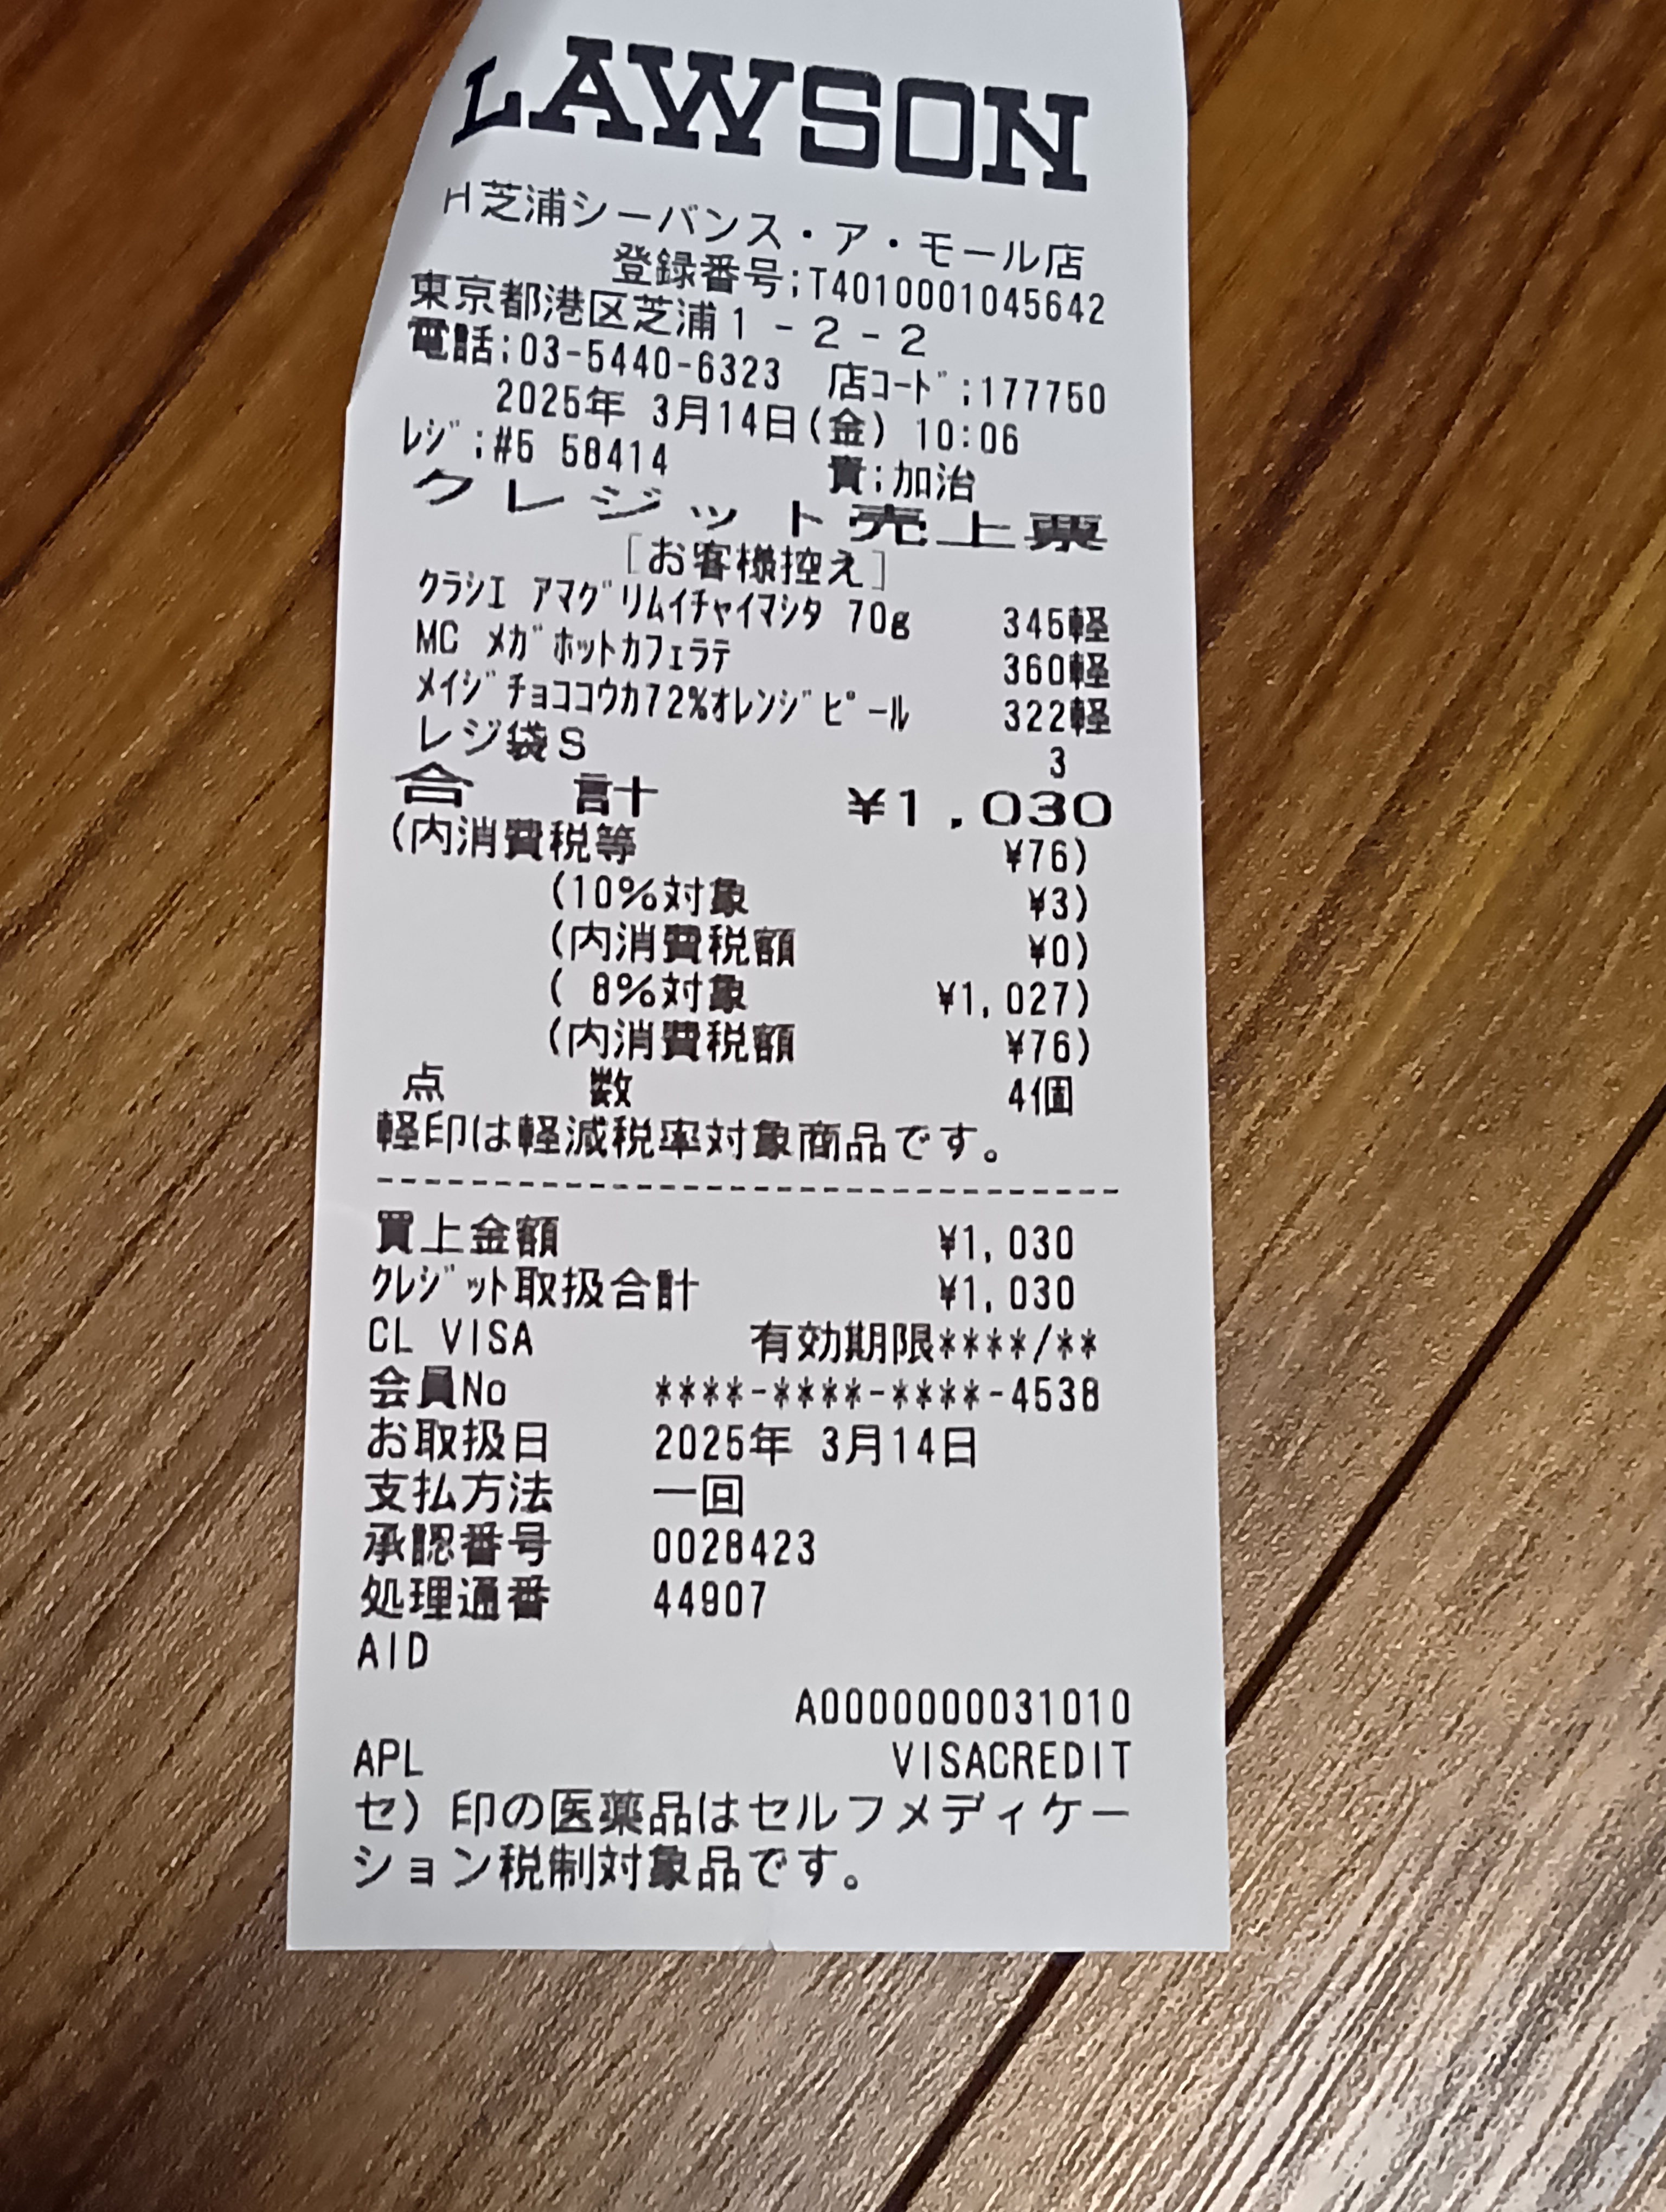 LAWSON
H芝浦シーバンス・ア・モール店
登録番号;T4010001045642
東京都港区芝浦1-2-2
電話;03-5440-6323 店コード;177750
2025年 3月14日(金) 10:06
レジ;#5 58414 責;加治
クレジット売上票
[お客様控え]
クラシエ アマグリムイチャイマシタ 70g 345軽
MC メガホットカフェラテ 360軽
メイジチョココウカ72%オレンジピール 322軽
レジ袋S 3
合 計 ¥1,030
(内消費税等 ¥76)
(10%対象 ¥3)
(内消費税額 ¥0)
( 8%対象 ¥1,027)
(内消費税額 ¥76)
点 数 4個
軽印は軽減税率対象商品です。
--------------------------------
買上金額 ¥1,030
クレジット取扱合計 ¥1,030
CL VISA 有効期限****/**
会員No ****-****-****-4538
お取扱日 2025年 3月14日
支払方法 一回
承認番号 0028423
処理通番 44907
AID
A0000000031010
APL VISACREDIT
セ)印の医薬品はセルフメディケー
ション税制対象品です。